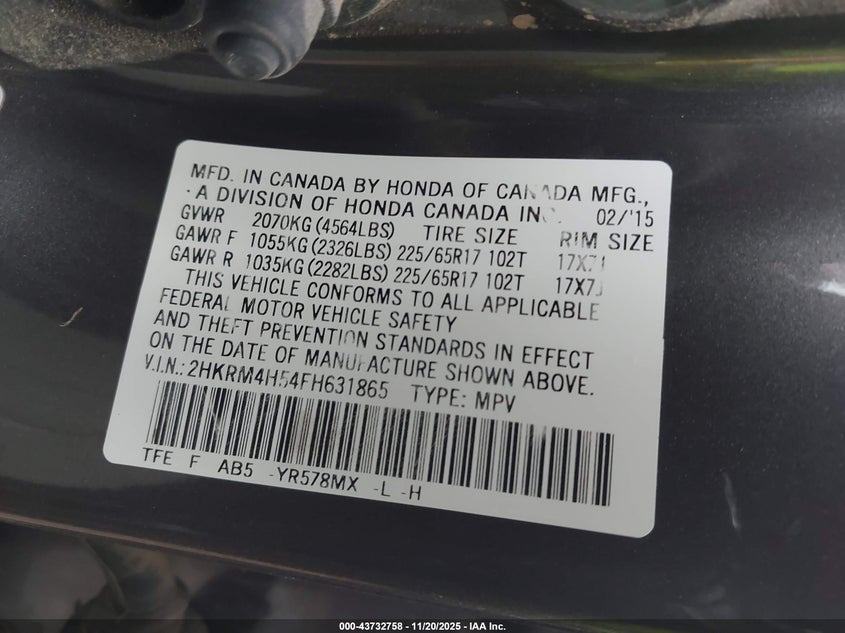 MFD. IN CANADA BY HONDA OF CANADA MFG.,
A DIVISION OF HONDA CANADA INC. 02/'15
GVWR 2070KG (4564LBS) TIRE SIZE RIM SIZE
GAWR F 1055KG (2326LBS) 225/65R17 102T 17X7J
GAWR R 1035KG (2282LBS) 225/65R17 102T 17X7J
THIS VEHICLE CONFORMS TO ALL APPLICABLE
FEDERAL MOTOR VEHICLE SAFETY
AND THEFT PREVENTION STANDARDS IN EFFECT
ON THE DATE OF MANUFACTURE SHOWN ABOVE.
V.I.N.: 2HKRM4H54FH631865 TYPE: MPV
TFE F AB5 -YR578MX -L -H
000-43732758 - 11/20/2025 - IAA Inc.